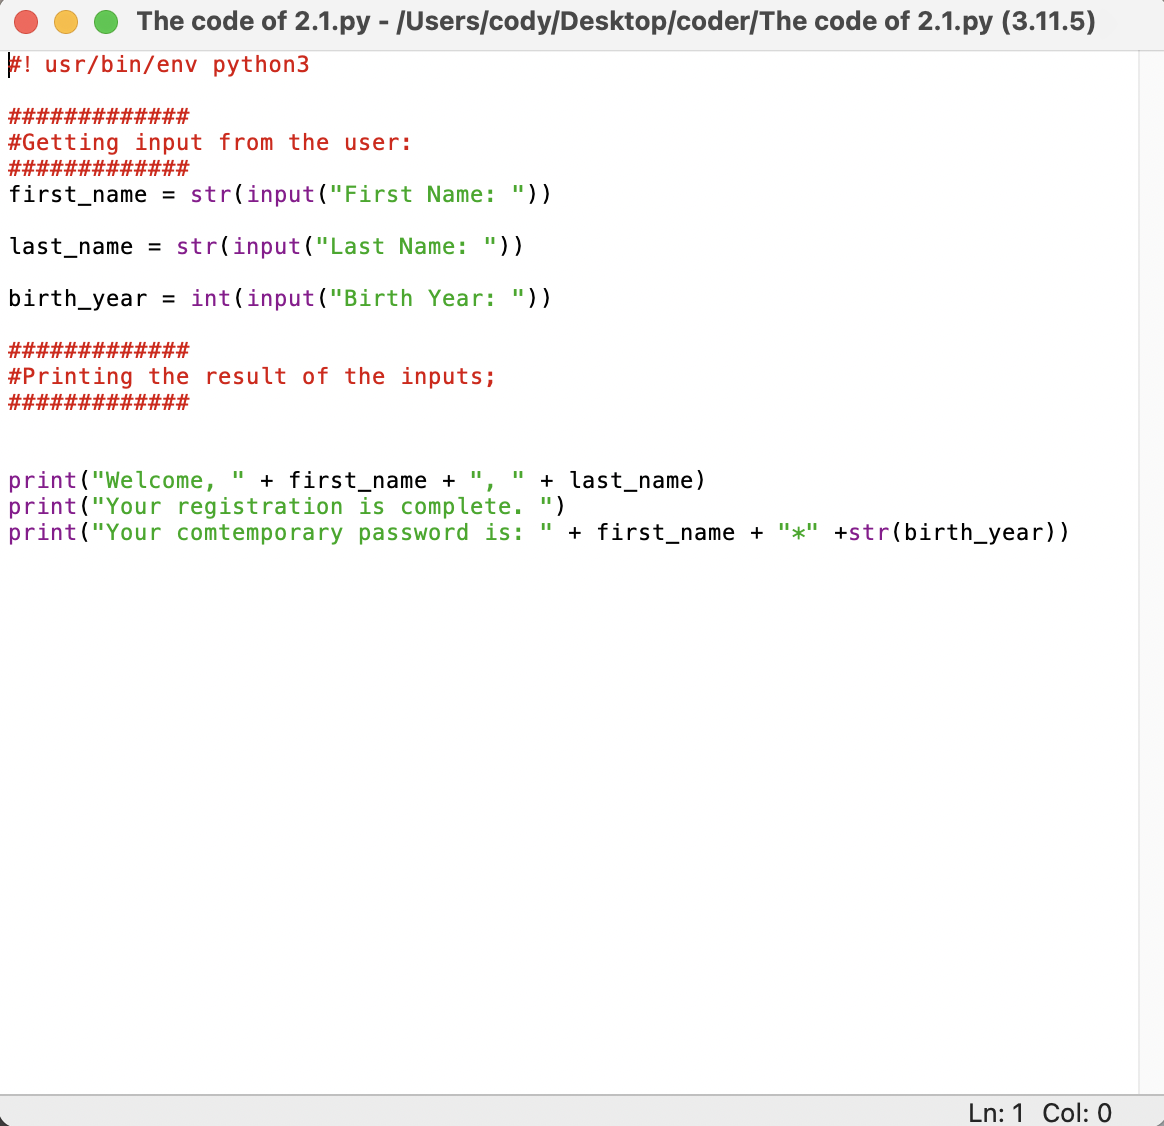 The code of 2.1.py - /Users/cody/Desktop/coder/The code of 2.1.py (3.11.5)
#! usr/bin/env python3
#############
#Getting input from the user:
#############
first_name = str(input("First Name: "))
last_name = str(input("Last Name: "))
birth_year = int(input("Birth Year: "))
#############
#Printing the result of the inputs;
#############
print("Welcome, " + first_name + ", " + last_name)
print("Your registration is complete. ")
print("Your comtemporary password is: " + first_name + "*" +str(birth_year))
Ln: 1 Col: 0